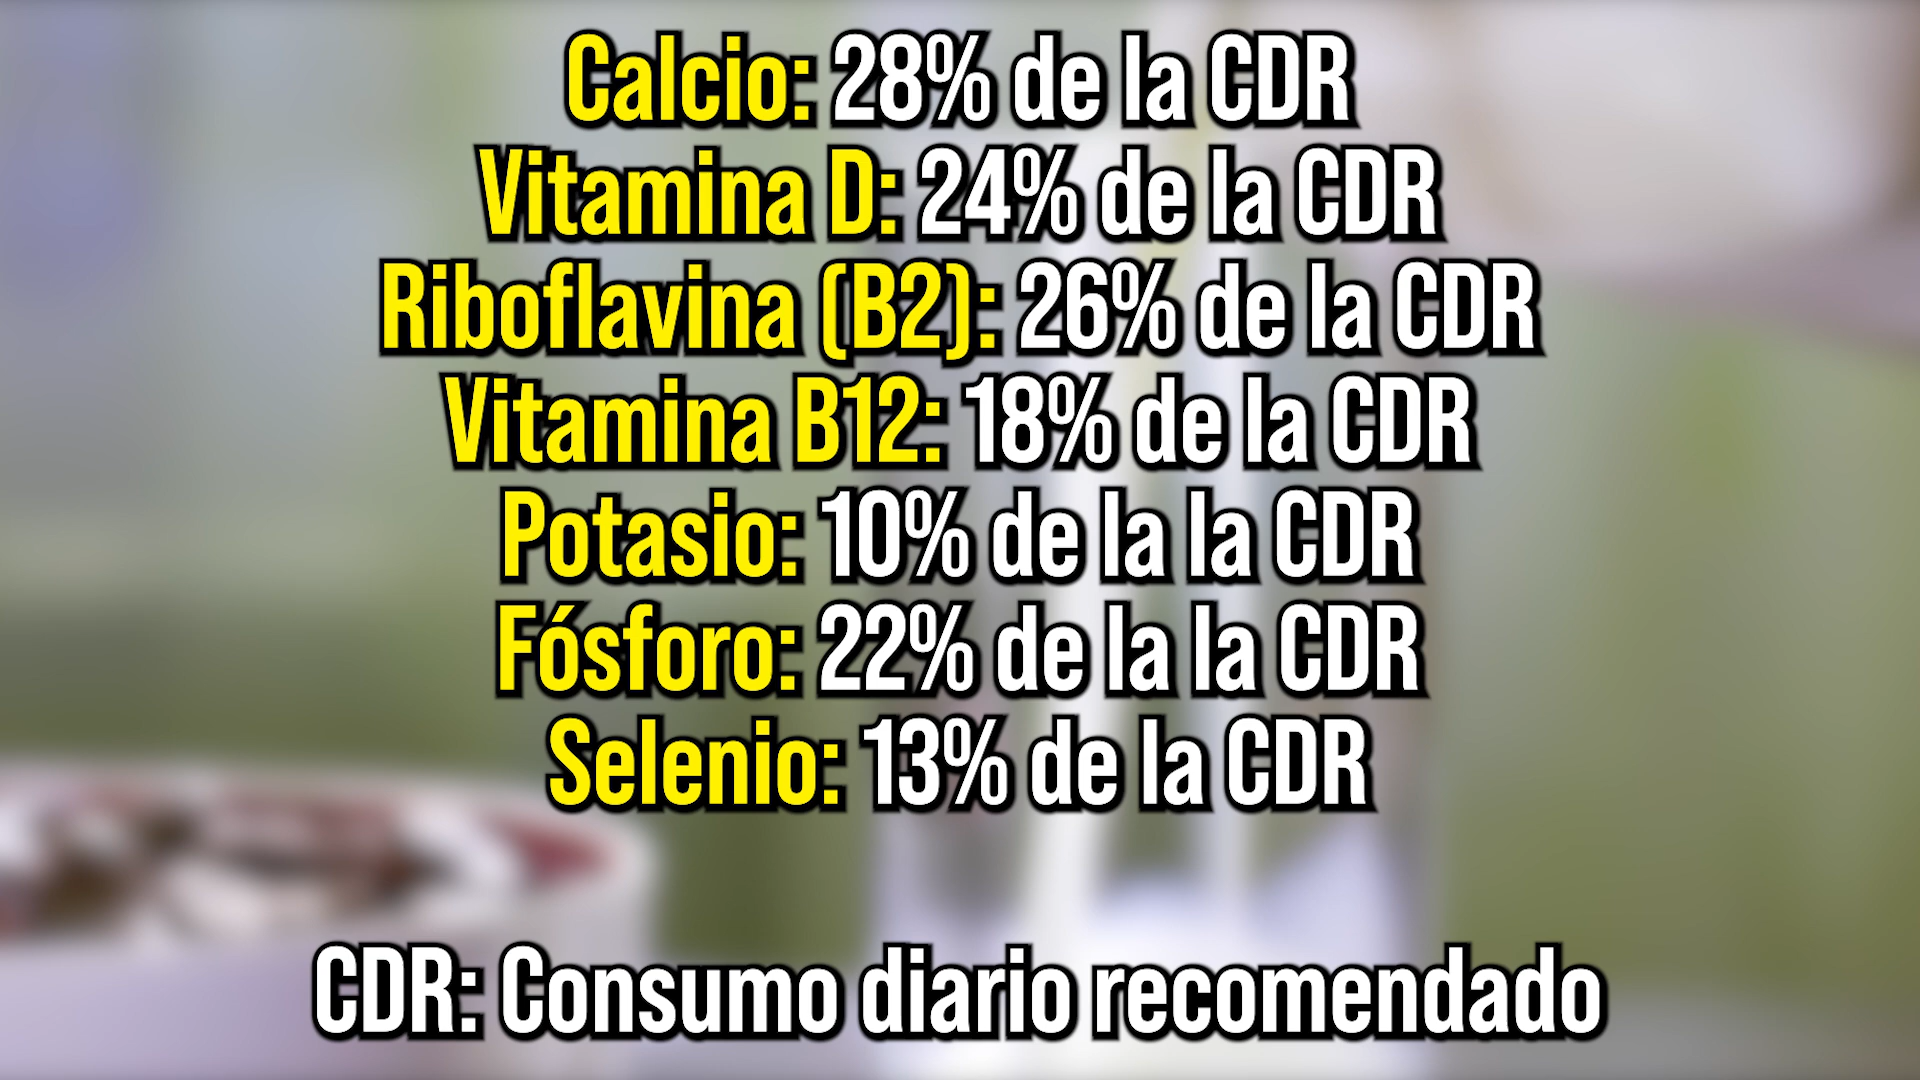 Calcio: 28% de la CDR
Vitamina D: 24% de la CDR
Riboflavina (B2): 26% de la CDR
Vitamina B12: 18% de la CDR
Potasio: 10% de la la CDR
Fósforo: 22% de la la CDR
Selenio: 13% de la CDR
CDR: Consumo diario recomendado